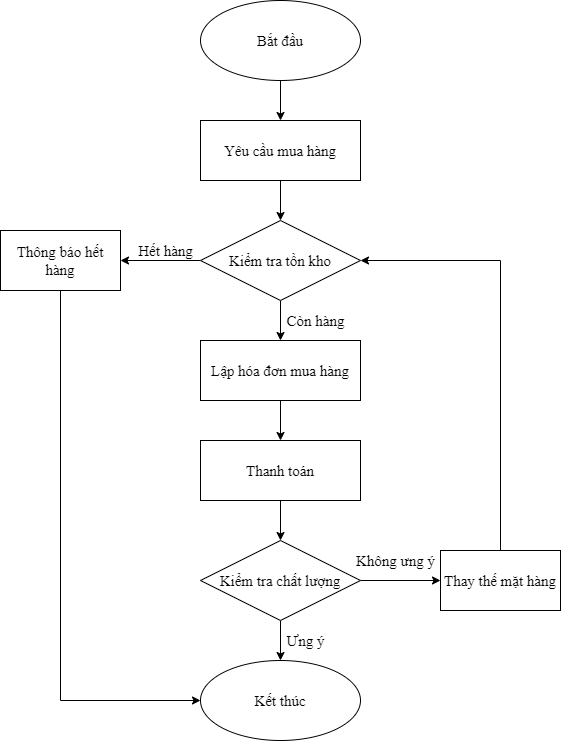 Bắt đầu
Yêu cầu mua hàng
Kiểm tra tồn kho
Hết hàng
Thông báo hết
hàng
Còn hàng
Lập hóa đơn mua hàng
Thanh toán
Kiểm tra chất lượng
Không ưng ý
Thay thế mặt hàng
Ưng ý
Kết thúc